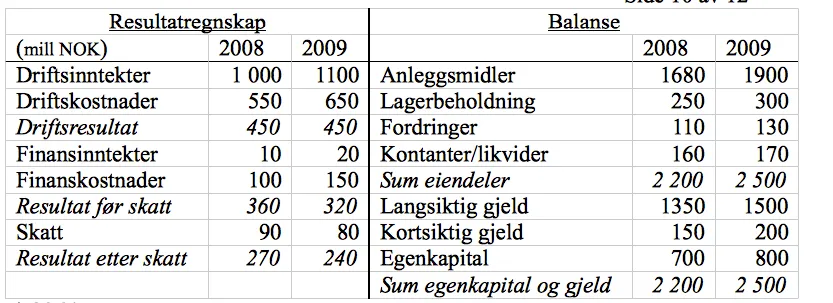 Side 10 av 12
Resultatregnskap Balanse
(mill NOK) 2008 2009 2008 2009
Driftsinntekter 1 000 1100 Anleggsmidler 1680 1900
Driftskostnader 550 650 Lagerbeholdning 250 300
Driftsresultat 450 450 Fordringer 110 130
Finansinntekter 10 20 Kontanter/likvider 160 170
Finanskostnader 100 150 Sum eiendeler 2 200 2 500
Resultat før skatt 360 320 Langsiktig gjeld 1350 1500
Skatt 90 80 Kortsiktig gjeld 150 200
Resultat etter skatt 270 240 Egenkapital 700 800
Sum egenkapital og gjeld 2 200 2 500